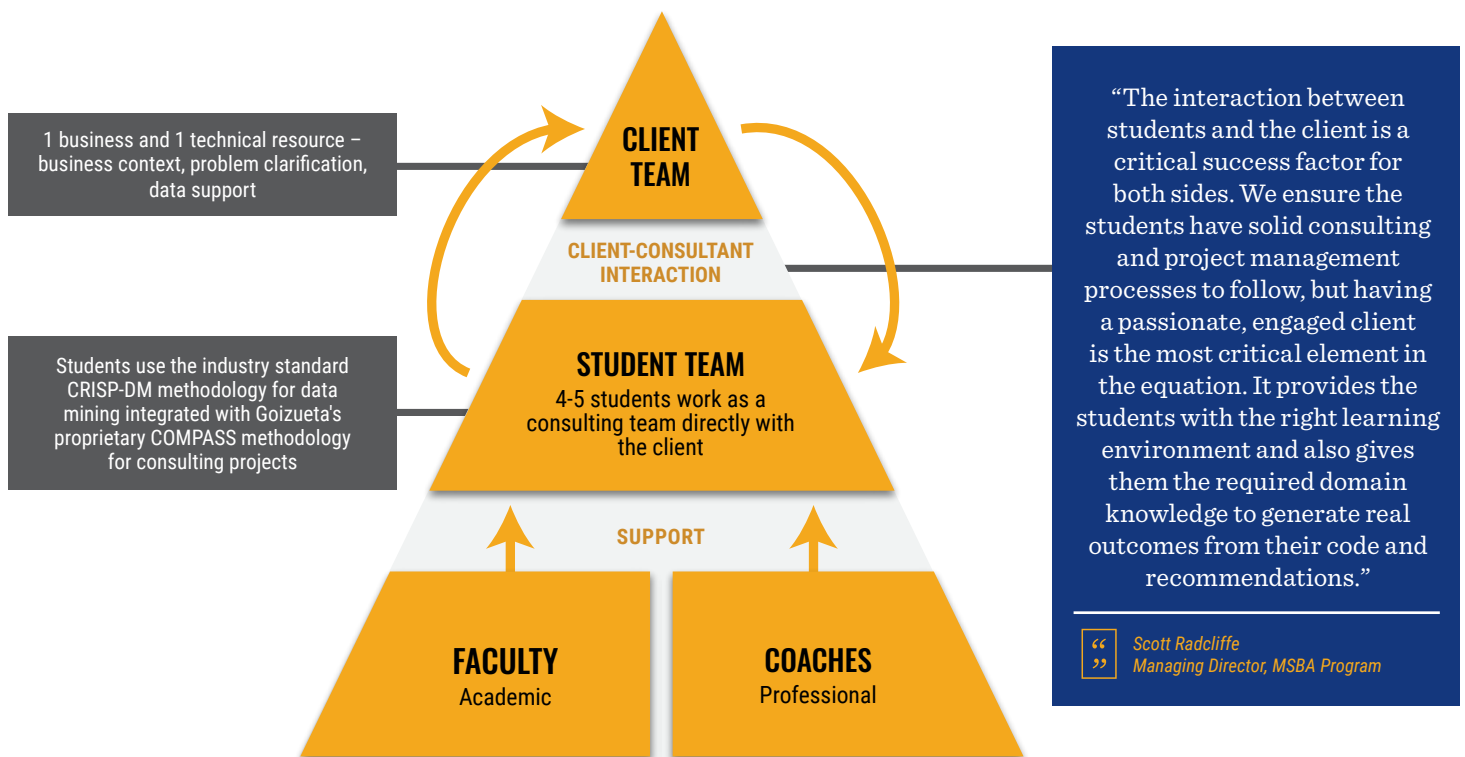 1 business and 1 technical resource –
business context, problem clarification,
data support
Students use the industry standard
CRISP-DM methodology for data
mining integrated with Goizueta's
proprietary COMPASS methodology
for consulting projects
CLIENT
TEAM
CLIENT-CONSULTANT
INTERACTION
STUDENT TEAM
4-5 students work as a
consulting team directly with
the client
SUPPORT
FACULTY
Academic
COACHES
Professional
“The interaction between
students and the client is a
critical success factor for
both sides. We ensure the
students have solid consulting
and project management
processes to follow, but having
a passionate, engaged client
is the most critical element in
the equation. It provides the
students with the right learning
environment and also gives
them the required domain
knowledge to generate real
outcomes from their code and
recommendations.”
“
”
Scott Radcliffe
Managing Director, MSBA Program